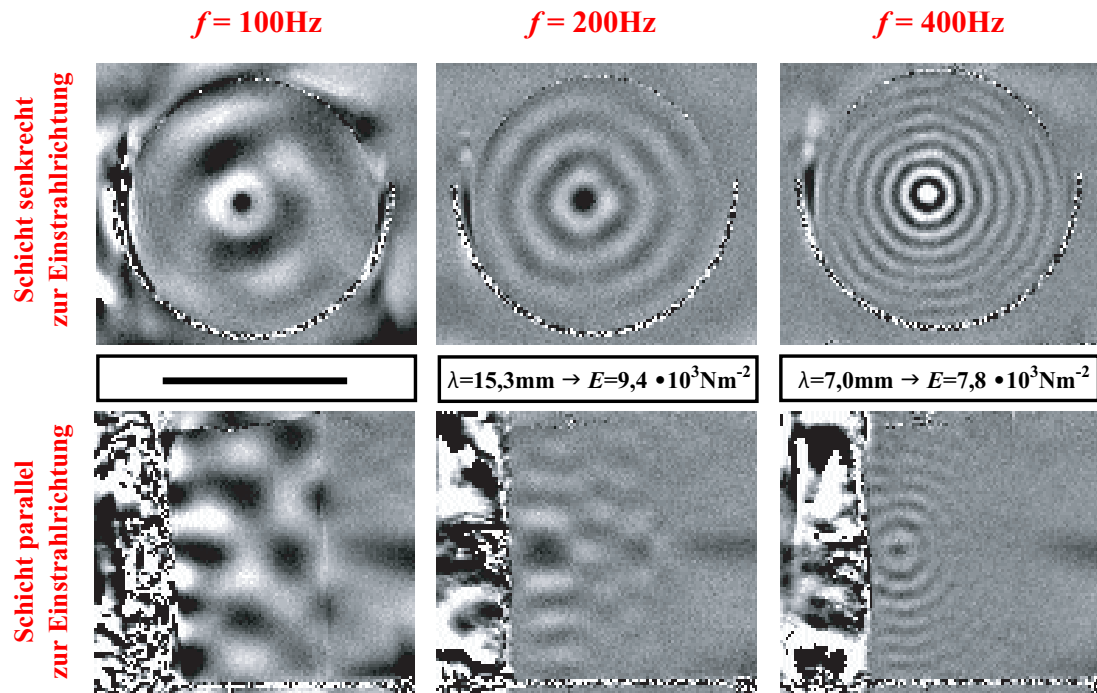 f = 100Hz
f = 200Hz
f = 400Hz
Schicht senkrecht
zur Einstrahlrichtung
λ=15,3mm → E=9,4 •10³Nm⁻²
λ=7,0mm → E=7,8 •10³Nm⁻²
Schicht parallel
zur Einstrahlrichtung